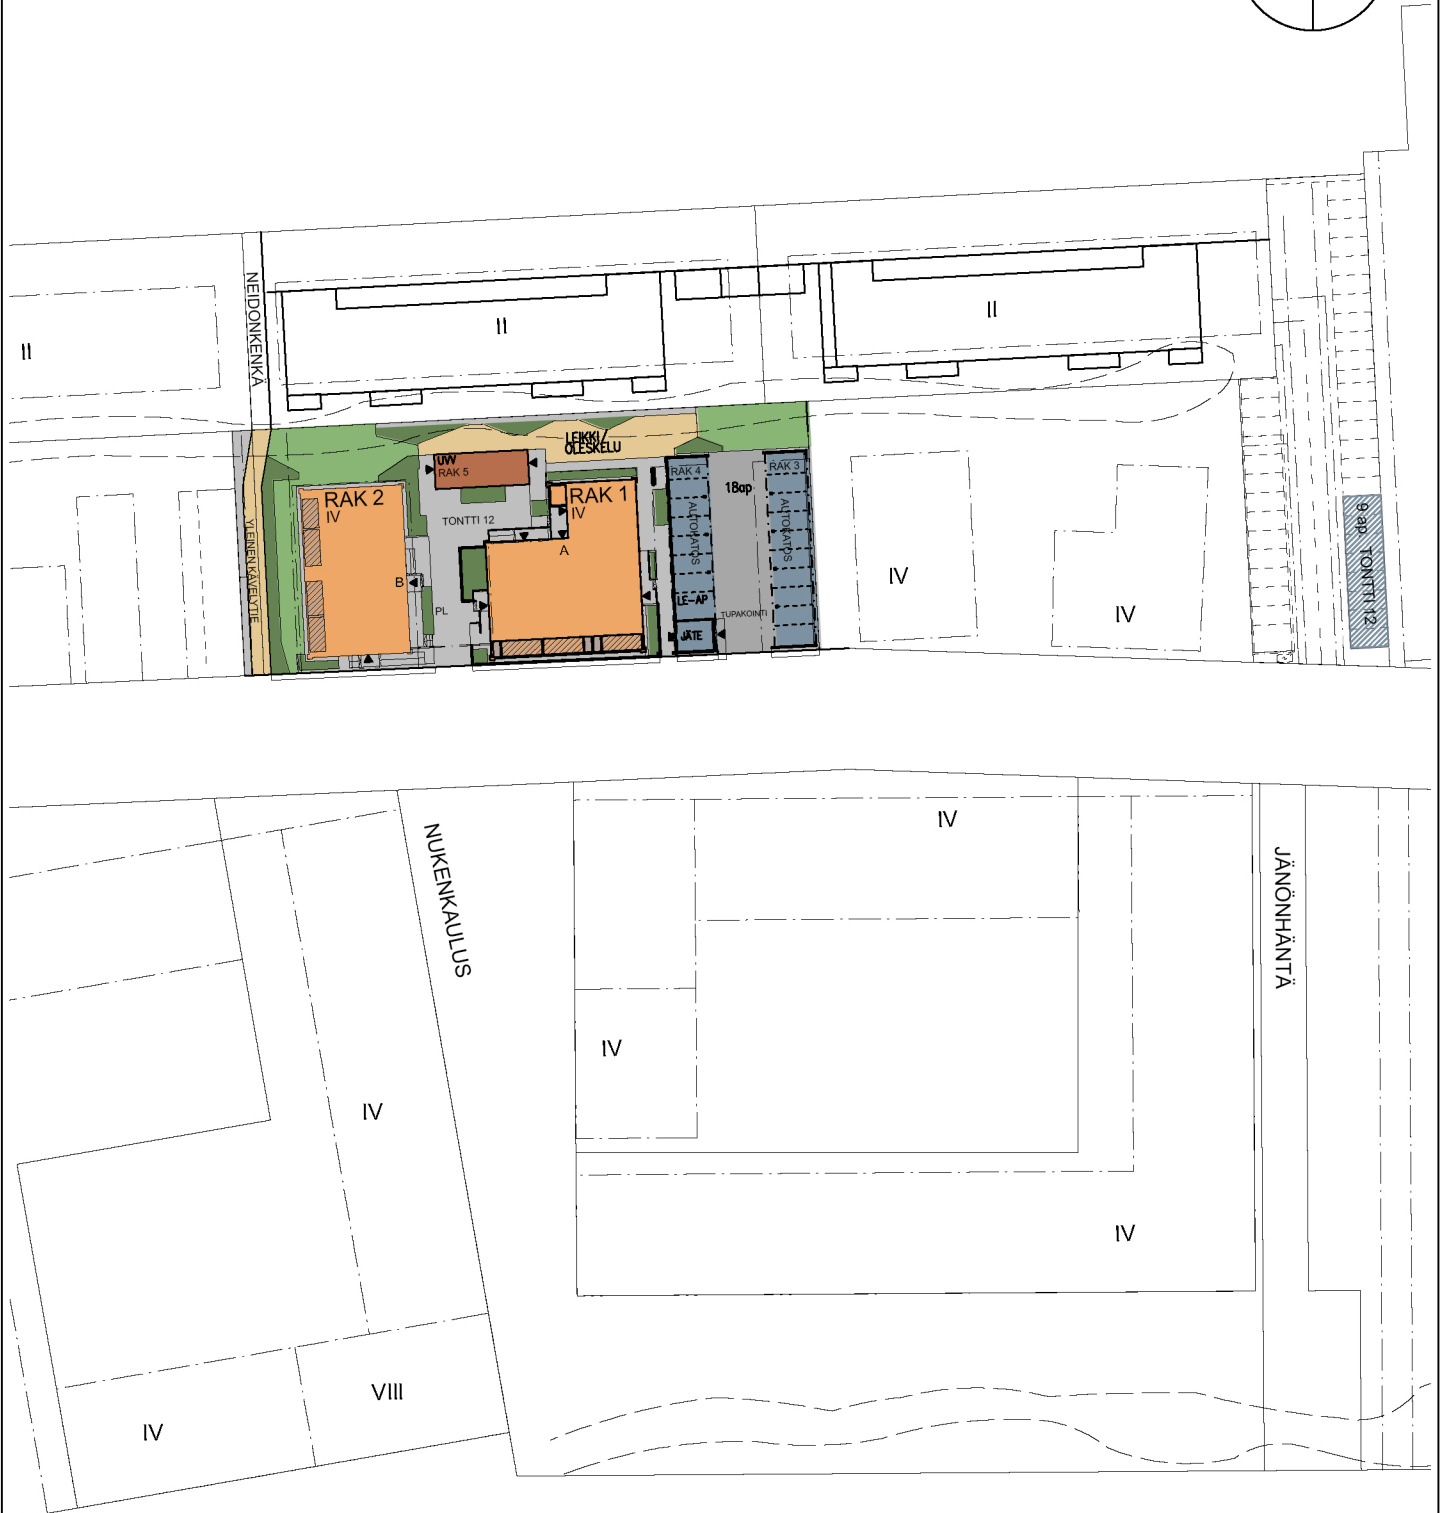 II
II
II
NEIDONKENKÄ
LEIKKI/
OLESKELU
UVV
RAK 5
RAK 4
RAK 3
18ap
RAK 2
IV
RAK 1
IV
TONTTI 12
A
B
PL
AUTOKATOS
AUTOKATOS
LE-AP
TUPAKOINTI
JÄTE
YLEINEN KÄVELYTIE
IV
IV
9 ap TONTTI 12
NUKENKAULUS
JÄNÖNHÄNTÄ
IV
IV
IV
IV
VIII
IV